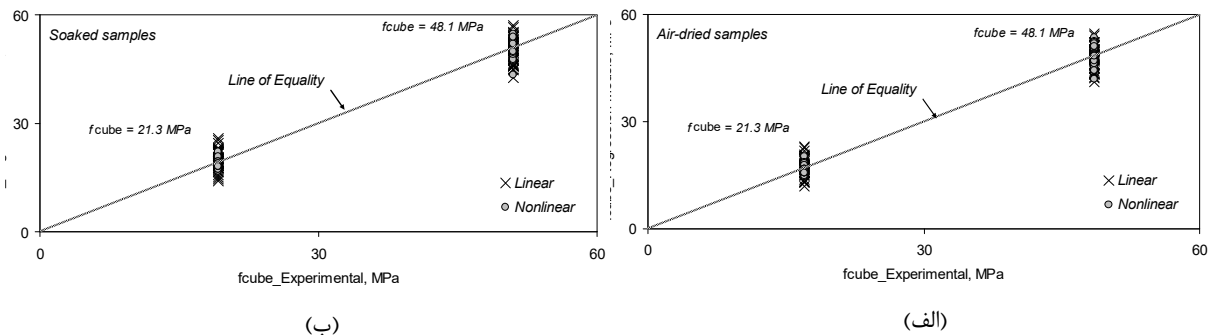 60
Soaked samples
fcube = 48.1 MPa
Line of Equality
30
fcube = 21.3 MPa
Linear
Nonlinear
0
0
30
60
fcube_Experimental, MPa
(ب)
60
Air-dried samples
fcube = 48.1 MPa
Line of Equality
30
fcube = 21.3 MPa
Linear
Nonlinear
0
0
30
60
fcube_Experimental, MPa
(الف)